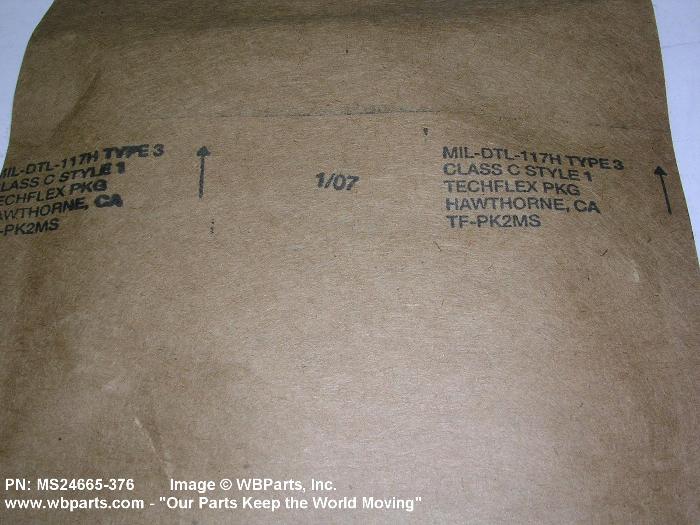 MIL-DTL-117H TYPE 3
CLASS C STYLE 1
TECHFLEX PKG
HAWTHORNE, CA
TF-PK2MS
1/07
MIL-DTL-117H TYPE 3
CLASS C STYLE 1
TECHFLEX PKG
HAWTHORNE, CA
TF-PK2MS
PN: MS24665-376 Image © WBParts, Inc.
www.wbparts.com - "Our Parts Keep the World Moving"